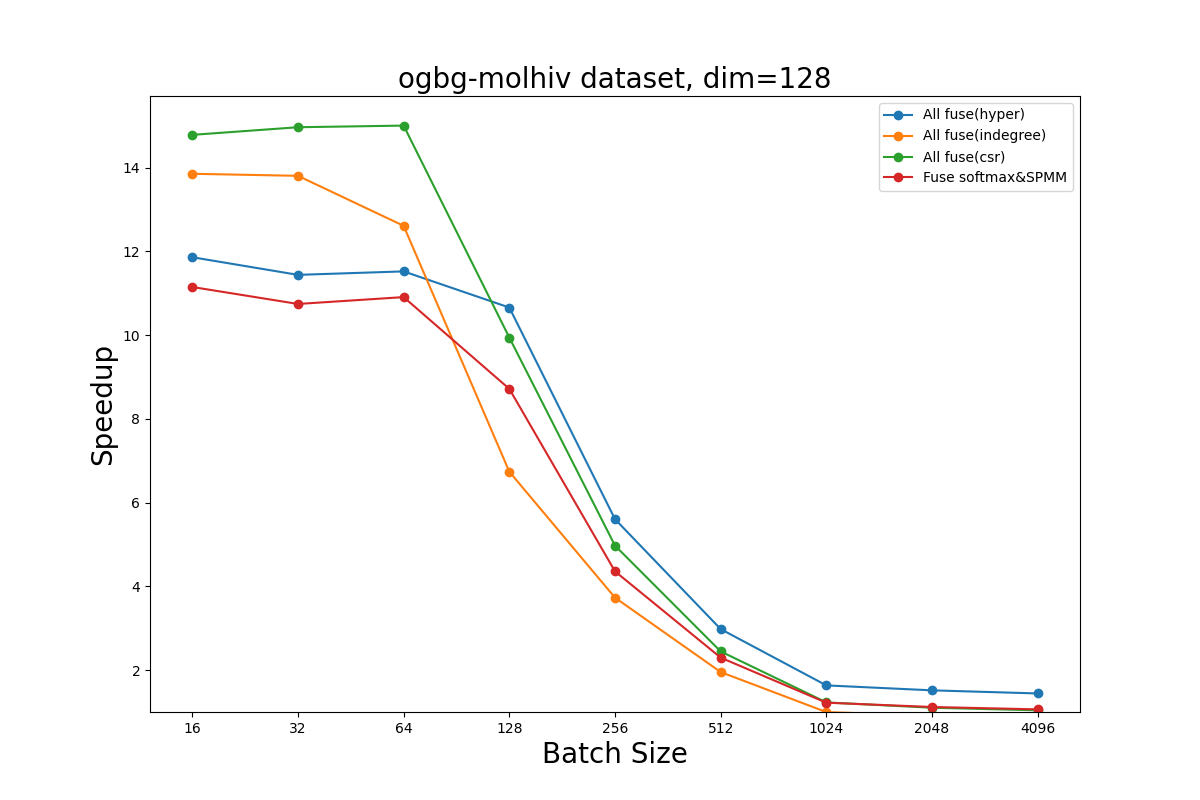 ogbg-molhiv dataset, dim=128
All fuse(hyper)
All fuse(indegree)
All fuse(csr)
Fuse softmax&SPMM
14
12
10
8
6
4
2
Speedup
16 32 64 128 256 512 1024 2048 4096
Batch Size